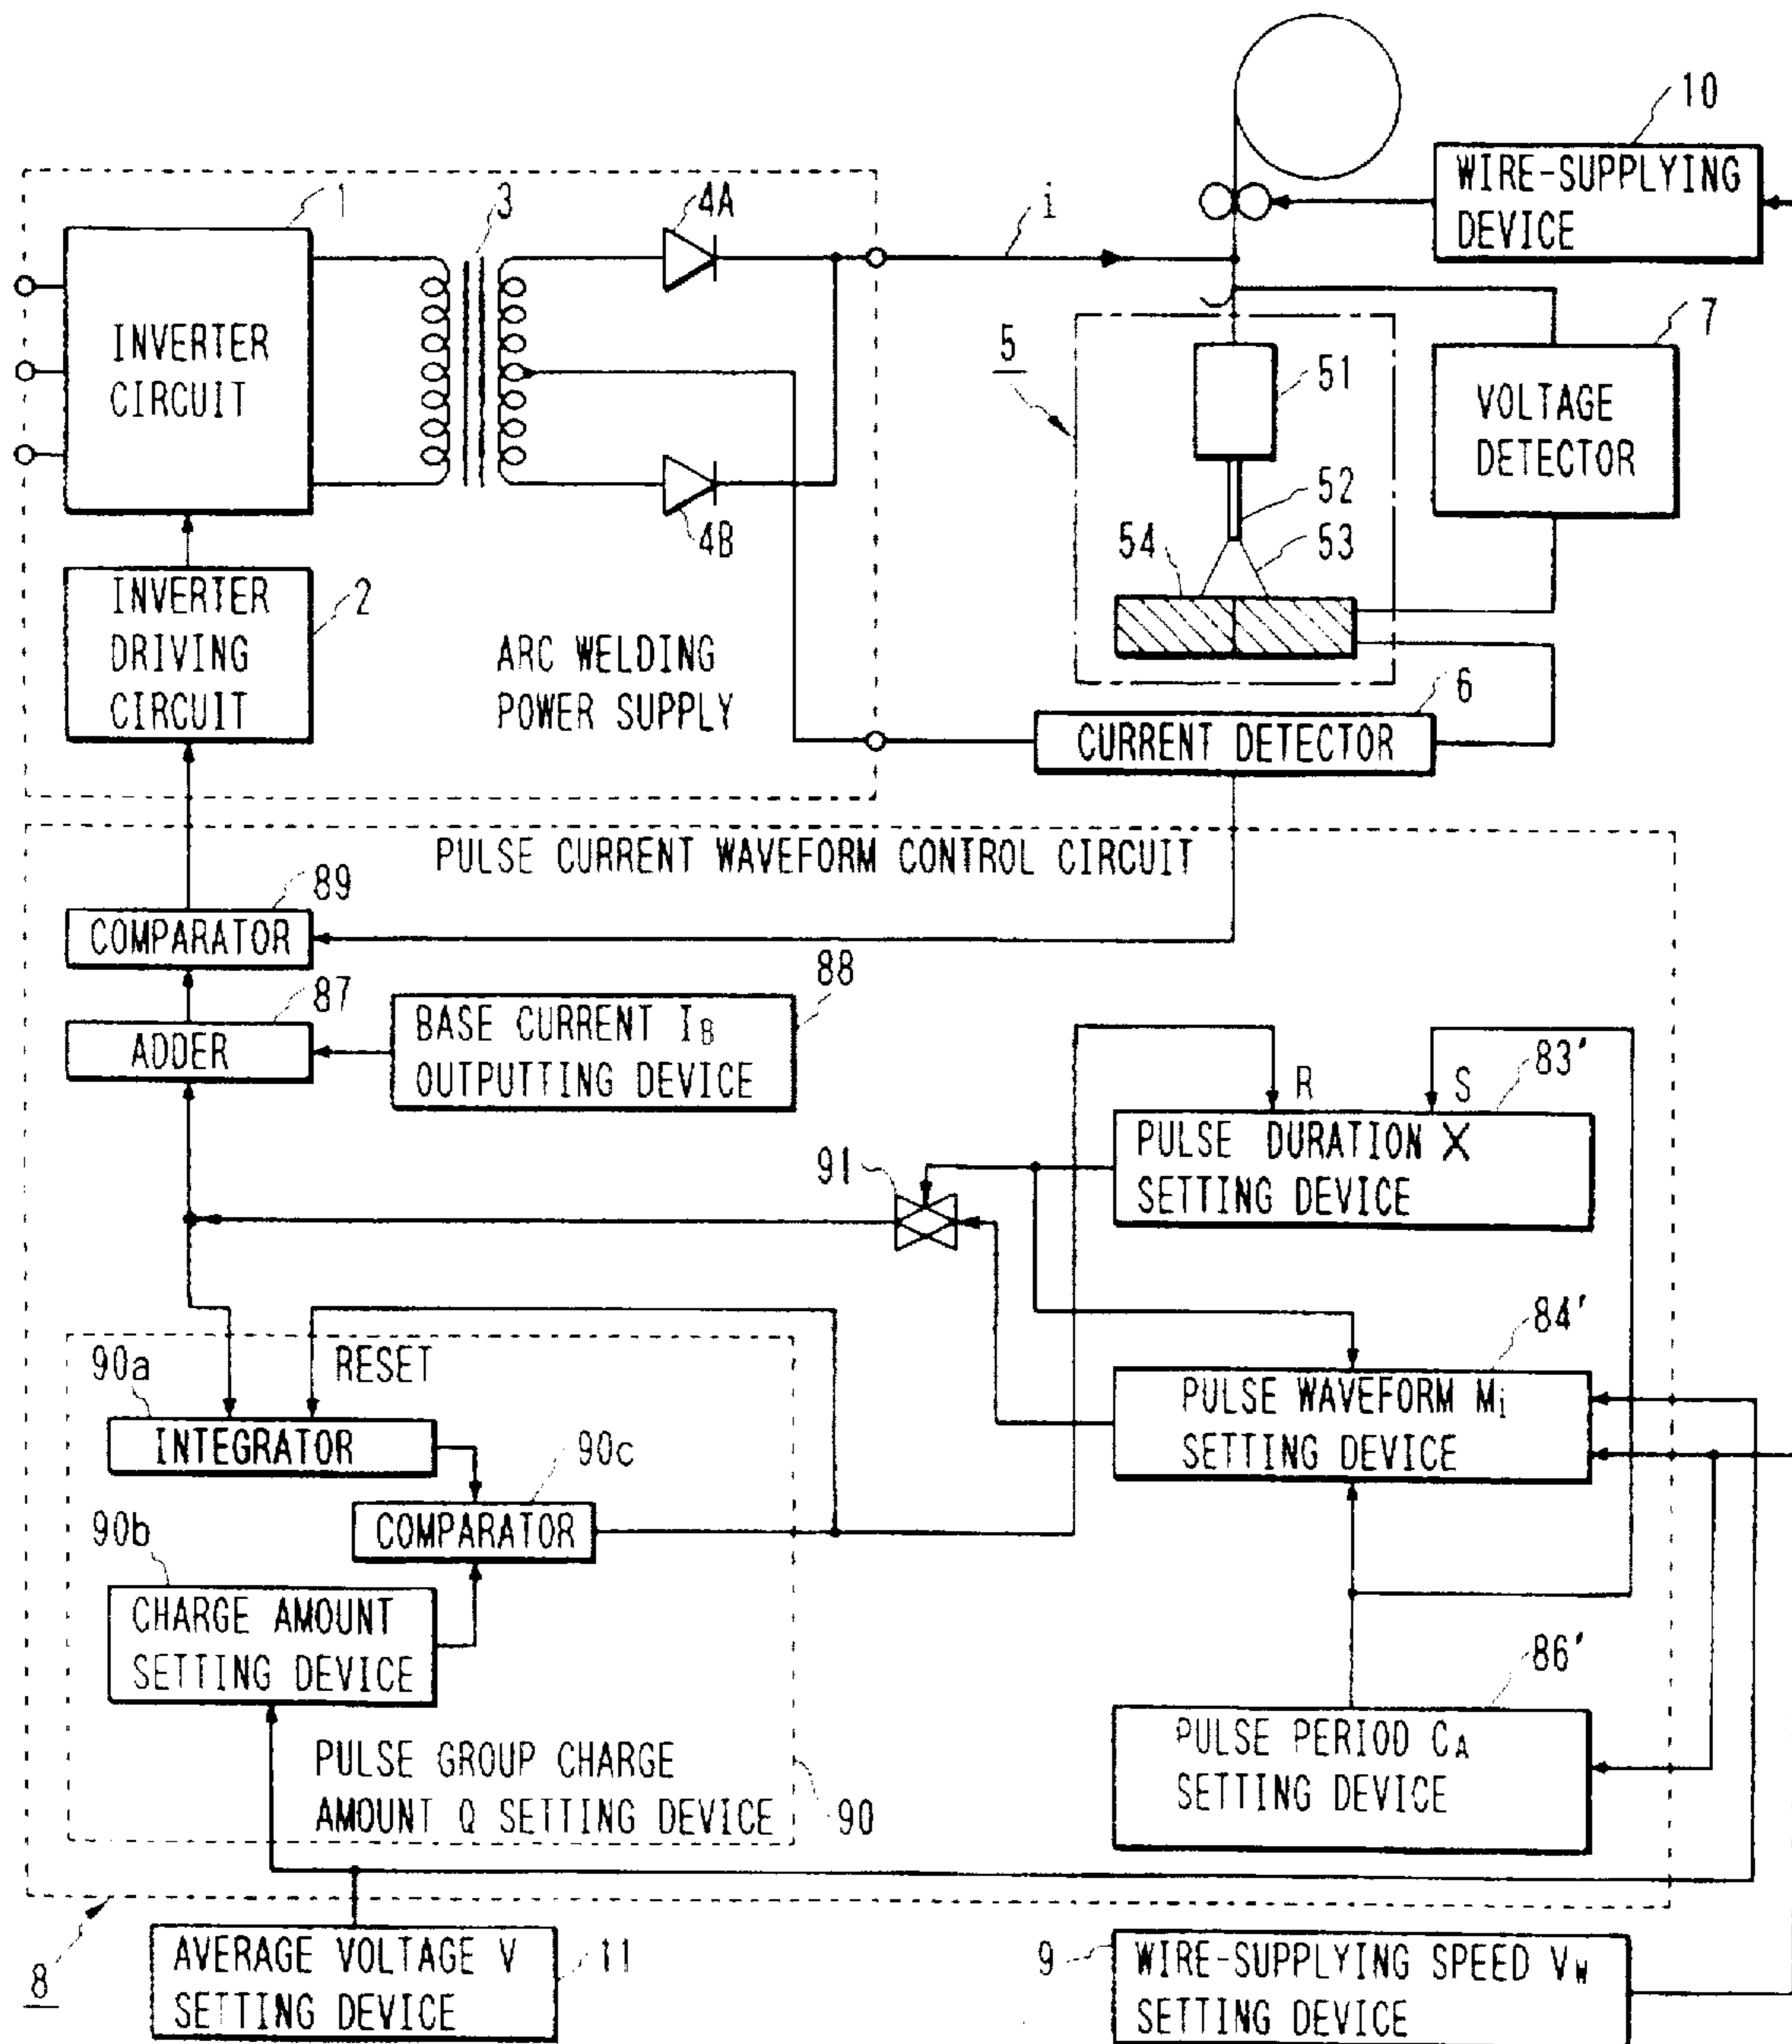 10
WIRE-SUPPLYING
DEVICE
1
3
4A
i
INVERTER
CIRCUIT
5
51
7
VOLTAGE
DETECTOR
4B
52
54
53
INVERTER
DRIVING
CIRCUIT
2
ARC WELDING
POWER SUPPLY
6
CURRENT DETECTOR
PULSE CURRENT WAVEFORM CONTROL CIRCUIT
89
COMPARATOR
87
ADDER
88
BASE CURRENT IB
OUTPUTTING DEVICE
R
S
83'
PULSE DURATION X
SETTING DEVICE
91
84'
PULSE WAVEFORM Mi
SETTING DEVICE
90a
RESET
INTEGRATOR
90c
COMPARATOR
90b
CHARGE AMOUNT
SETTING DEVICE
86'
PULSE PERIOD CA
SETTING DEVICE
PULSE GROUP CHARGE
AMOUNT Q SETTING DEVICE
90
8
AVERAGE VOLTAGE V
SETTING DEVICE
11
9
WIRE-SUPPLYING SPEED VW
SETTING DEVICE